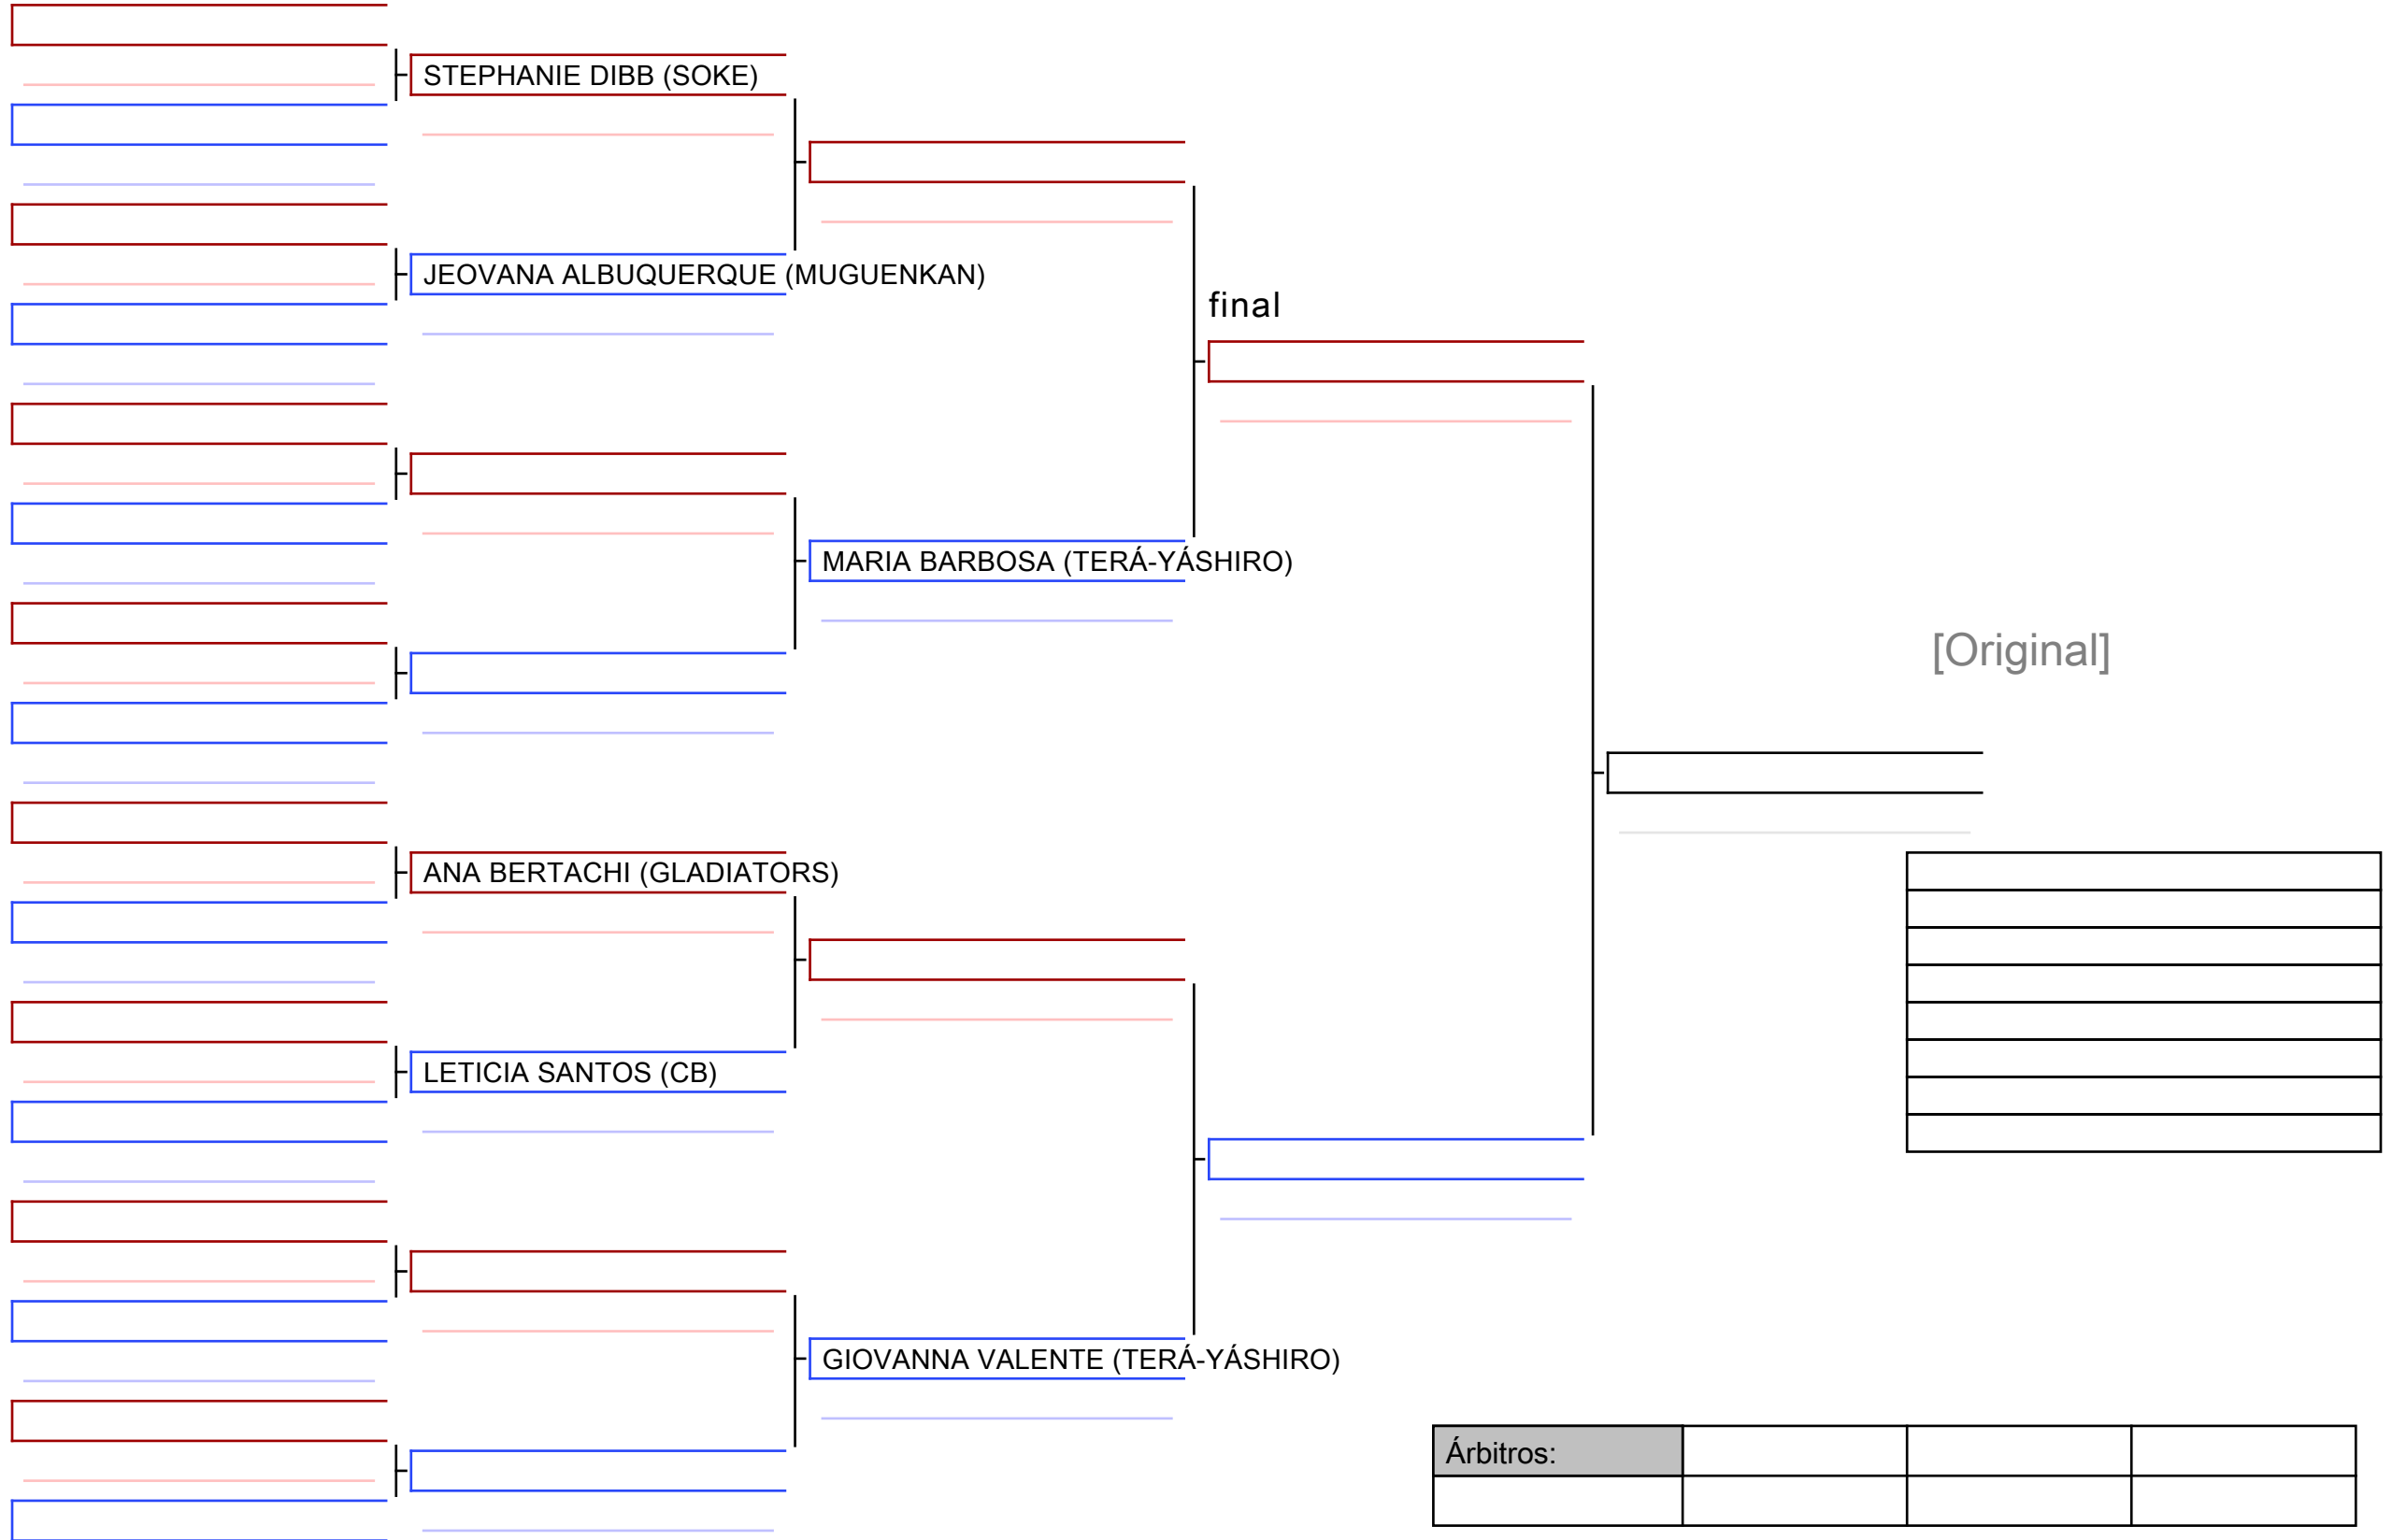 STEPHANIE DIBB (SOKE)
JEOVANA ALBUQUERQUE (MUGUENKAN)
final
MARIA BARBOSA (TERÁ-YÁSHIRO)
[Original]
ANA BERTACHI (GLADIATORS)
LETICIA SANTOS (CB)
GIOVANNA VALENTE (TERÁ-YÁSHIRO)
Árbitros: